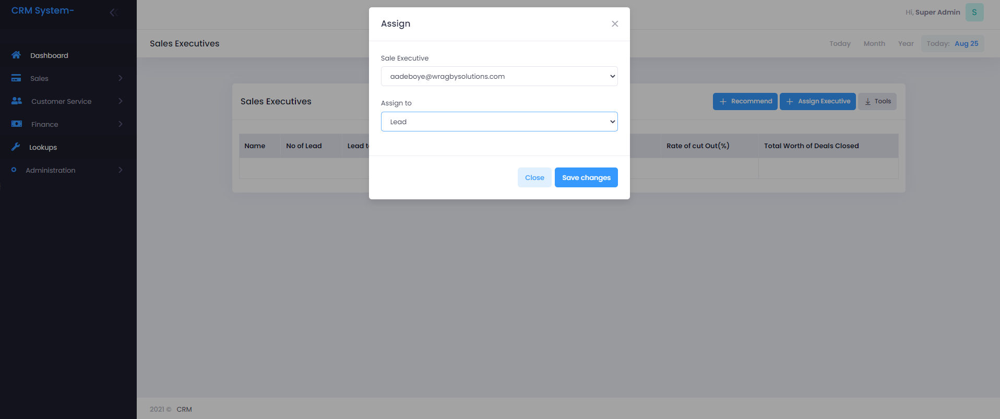 CRM System-
Hi, Super Admin S
Dashboard
Sales
Customer Service
Finance
Lookups
Administration
Sales Executives
Today Month Year Today: Aug 25
Sales Executives
Recommend Assign Executive Tools
Name No of Lead Lead Rate of cut Out(%) Total Worth of Deals Closed
Assign
Sale Executive
aadeboye@wragbysolutions.com
Assign to
Lead
Close Save changes
2021 © CRM